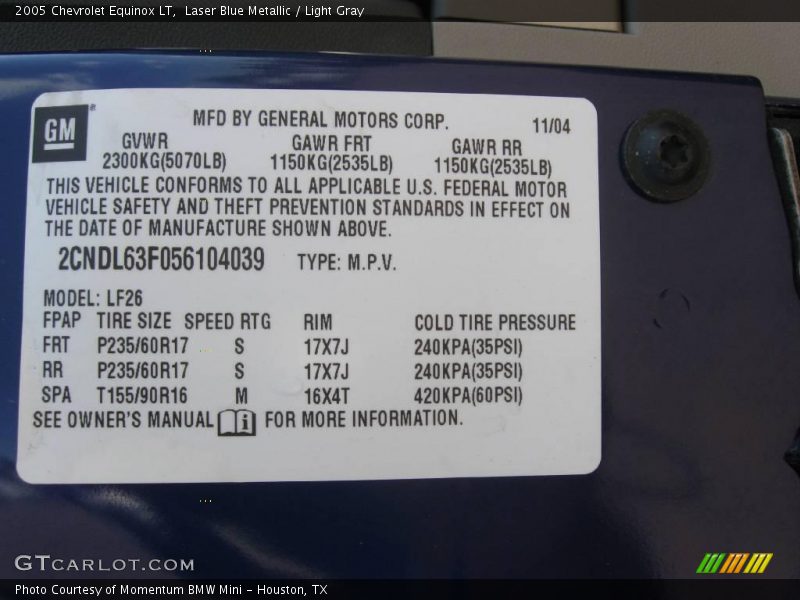 2005 Chevrolet Equinox LT, Laser Blue Metallic / Light Gray
GM ®
MFD BY GENERAL MOTORS CORP. 11/04
GVWR GAWR FRT GAWR RR
2300KG(5070LB) 1150KG(2535LB) 1150KG(2535LB)
THIS VEHICLE CONFORMS TO ALL APPLICABLE U.S. FEDERAL MOTOR
VEHICLE SAFETY AND THEFT PREVENTION STANDARDS IN EFFECT ON
THE DATE OF MANUFACTURE SHOWN ABOVE.
2CNDL63F056104039 TYPE: M.P.V.
MODEL: LF26
FPAP TIRE SIZE SPEED RTG RIM COLD TIRE PRESSURE
FRT P235/60R17 S 17X7J 240KPA(35PSI)
RR P235/60R17 S 17X7J 240KPA(35PSI)
SPA T155/90R16 M 16X4T 420KPA(60PSI)
SEE OWNER'S MANUAL i FOR MORE INFORMATION.
GTCARLOT.COM
Photo Courtesy of Momentum BMW Mini - Houston, TX